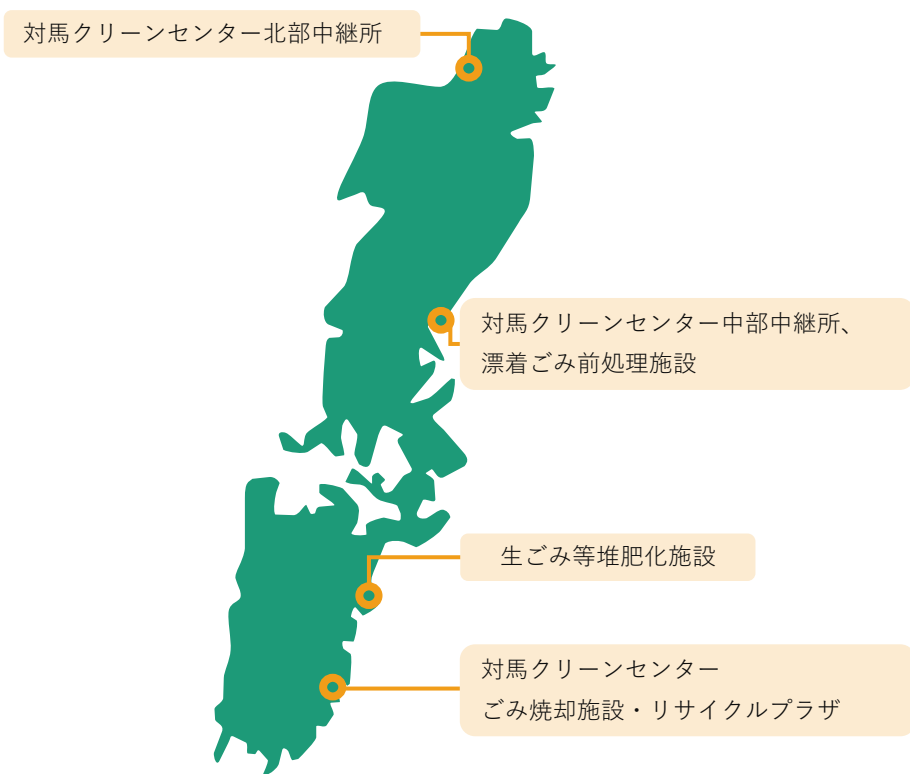 対馬クリーンセンター北部中継所
対馬クリーンセンター中部中継所、
漂着ごみ前処理施設
生ごみ等堆肥化施設
対馬クリーンセンター
ごみ焼却施設・リサイクルプラザ